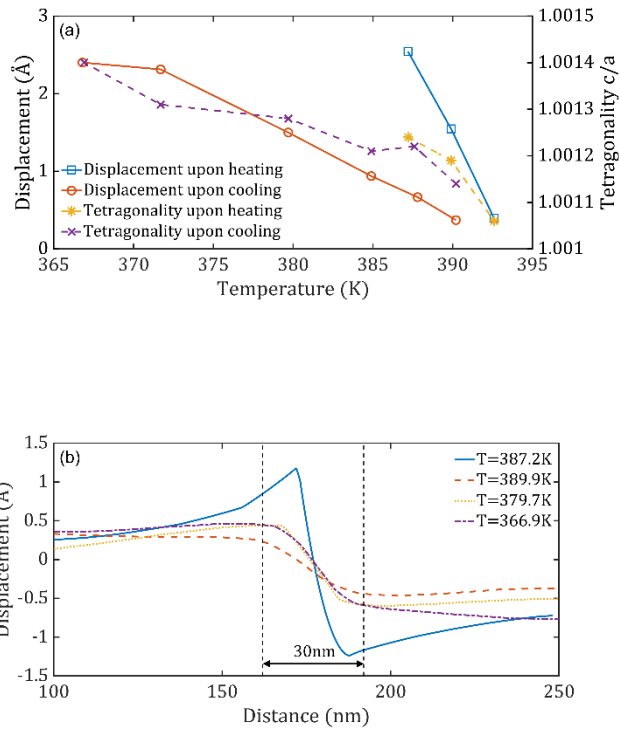 (a)
3
2
1
0
Displacement (Å)
1.0015
1.0014
1.0013
1.0012
1.0011
1.001
Tetragonality c/a
Displacement upon heating
Displacement upon cooling
Tetragonality upon heating
Tetragonality upon cooling
365 370 375 380 385 390 395
Temperature (K)
(b)
1.5
1
0.5
0
-0.5
-1
-1.5
Displacement (Å)
T=387.2K
T=389.9K
T=379.7K
T=366.9K
30nm
100 150 200 250
Distance (nm)